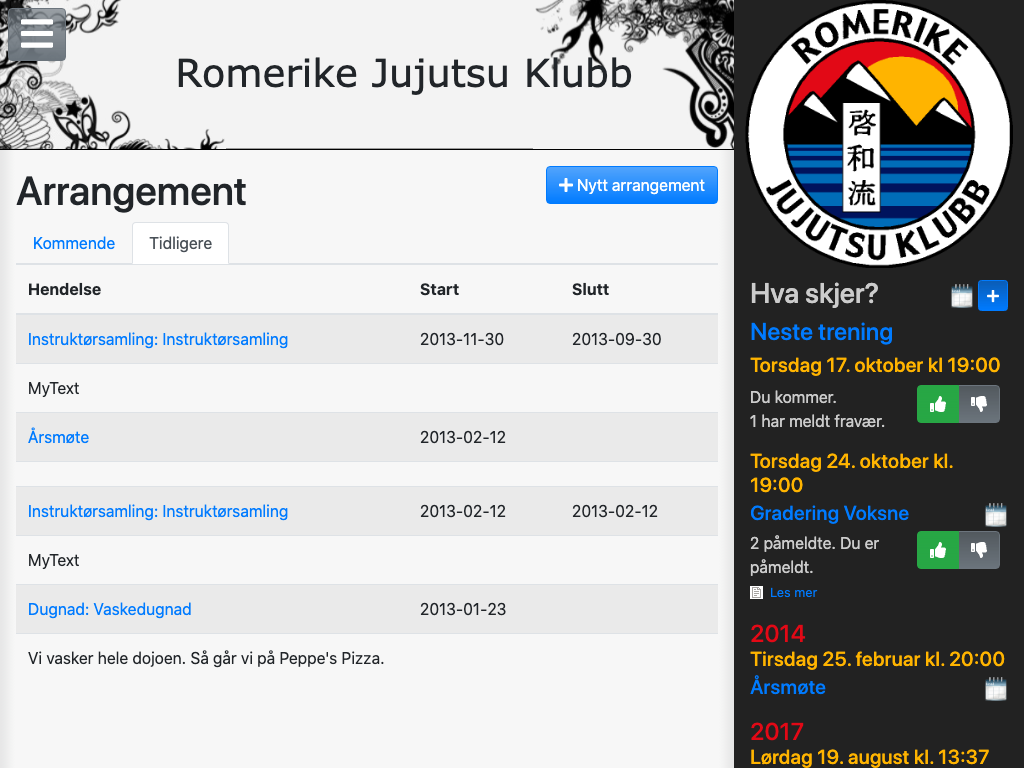 Romerike Jujutsu Klubb
Arrangement
Nytt arrangement
Kommende
Tidligere
Hendelse Start Slutt
Instruktørsamling: Instruktørsamling 2013-11-30 2013-09-30
MyText
Årsmøte 2013-02-12
Instruktørsamling: Instruktørsamling 2013-02-12 2013-02-12
MyText
Dugnad: Vaskedugnad 2013-01-23
Vi vasker hele dojoen. Så går vi på Peppe's Pizza.
ROMERIKE
啓和流
JUJUTSU KLUBB
Hva skjer?
Neste trening
Torsdag 17. oktober kl 19:00
Du kommer.
1 har meldt fravær.
Torsdag 24. oktober kl.
19:00
Gradering Voksne
2 påmeldte. Du er
påmeldt.
Les mer
2014
Tirsdag 25. februar kl. 20:00
Årsmøte
2017
Lørdag 19. august kl. 13:37